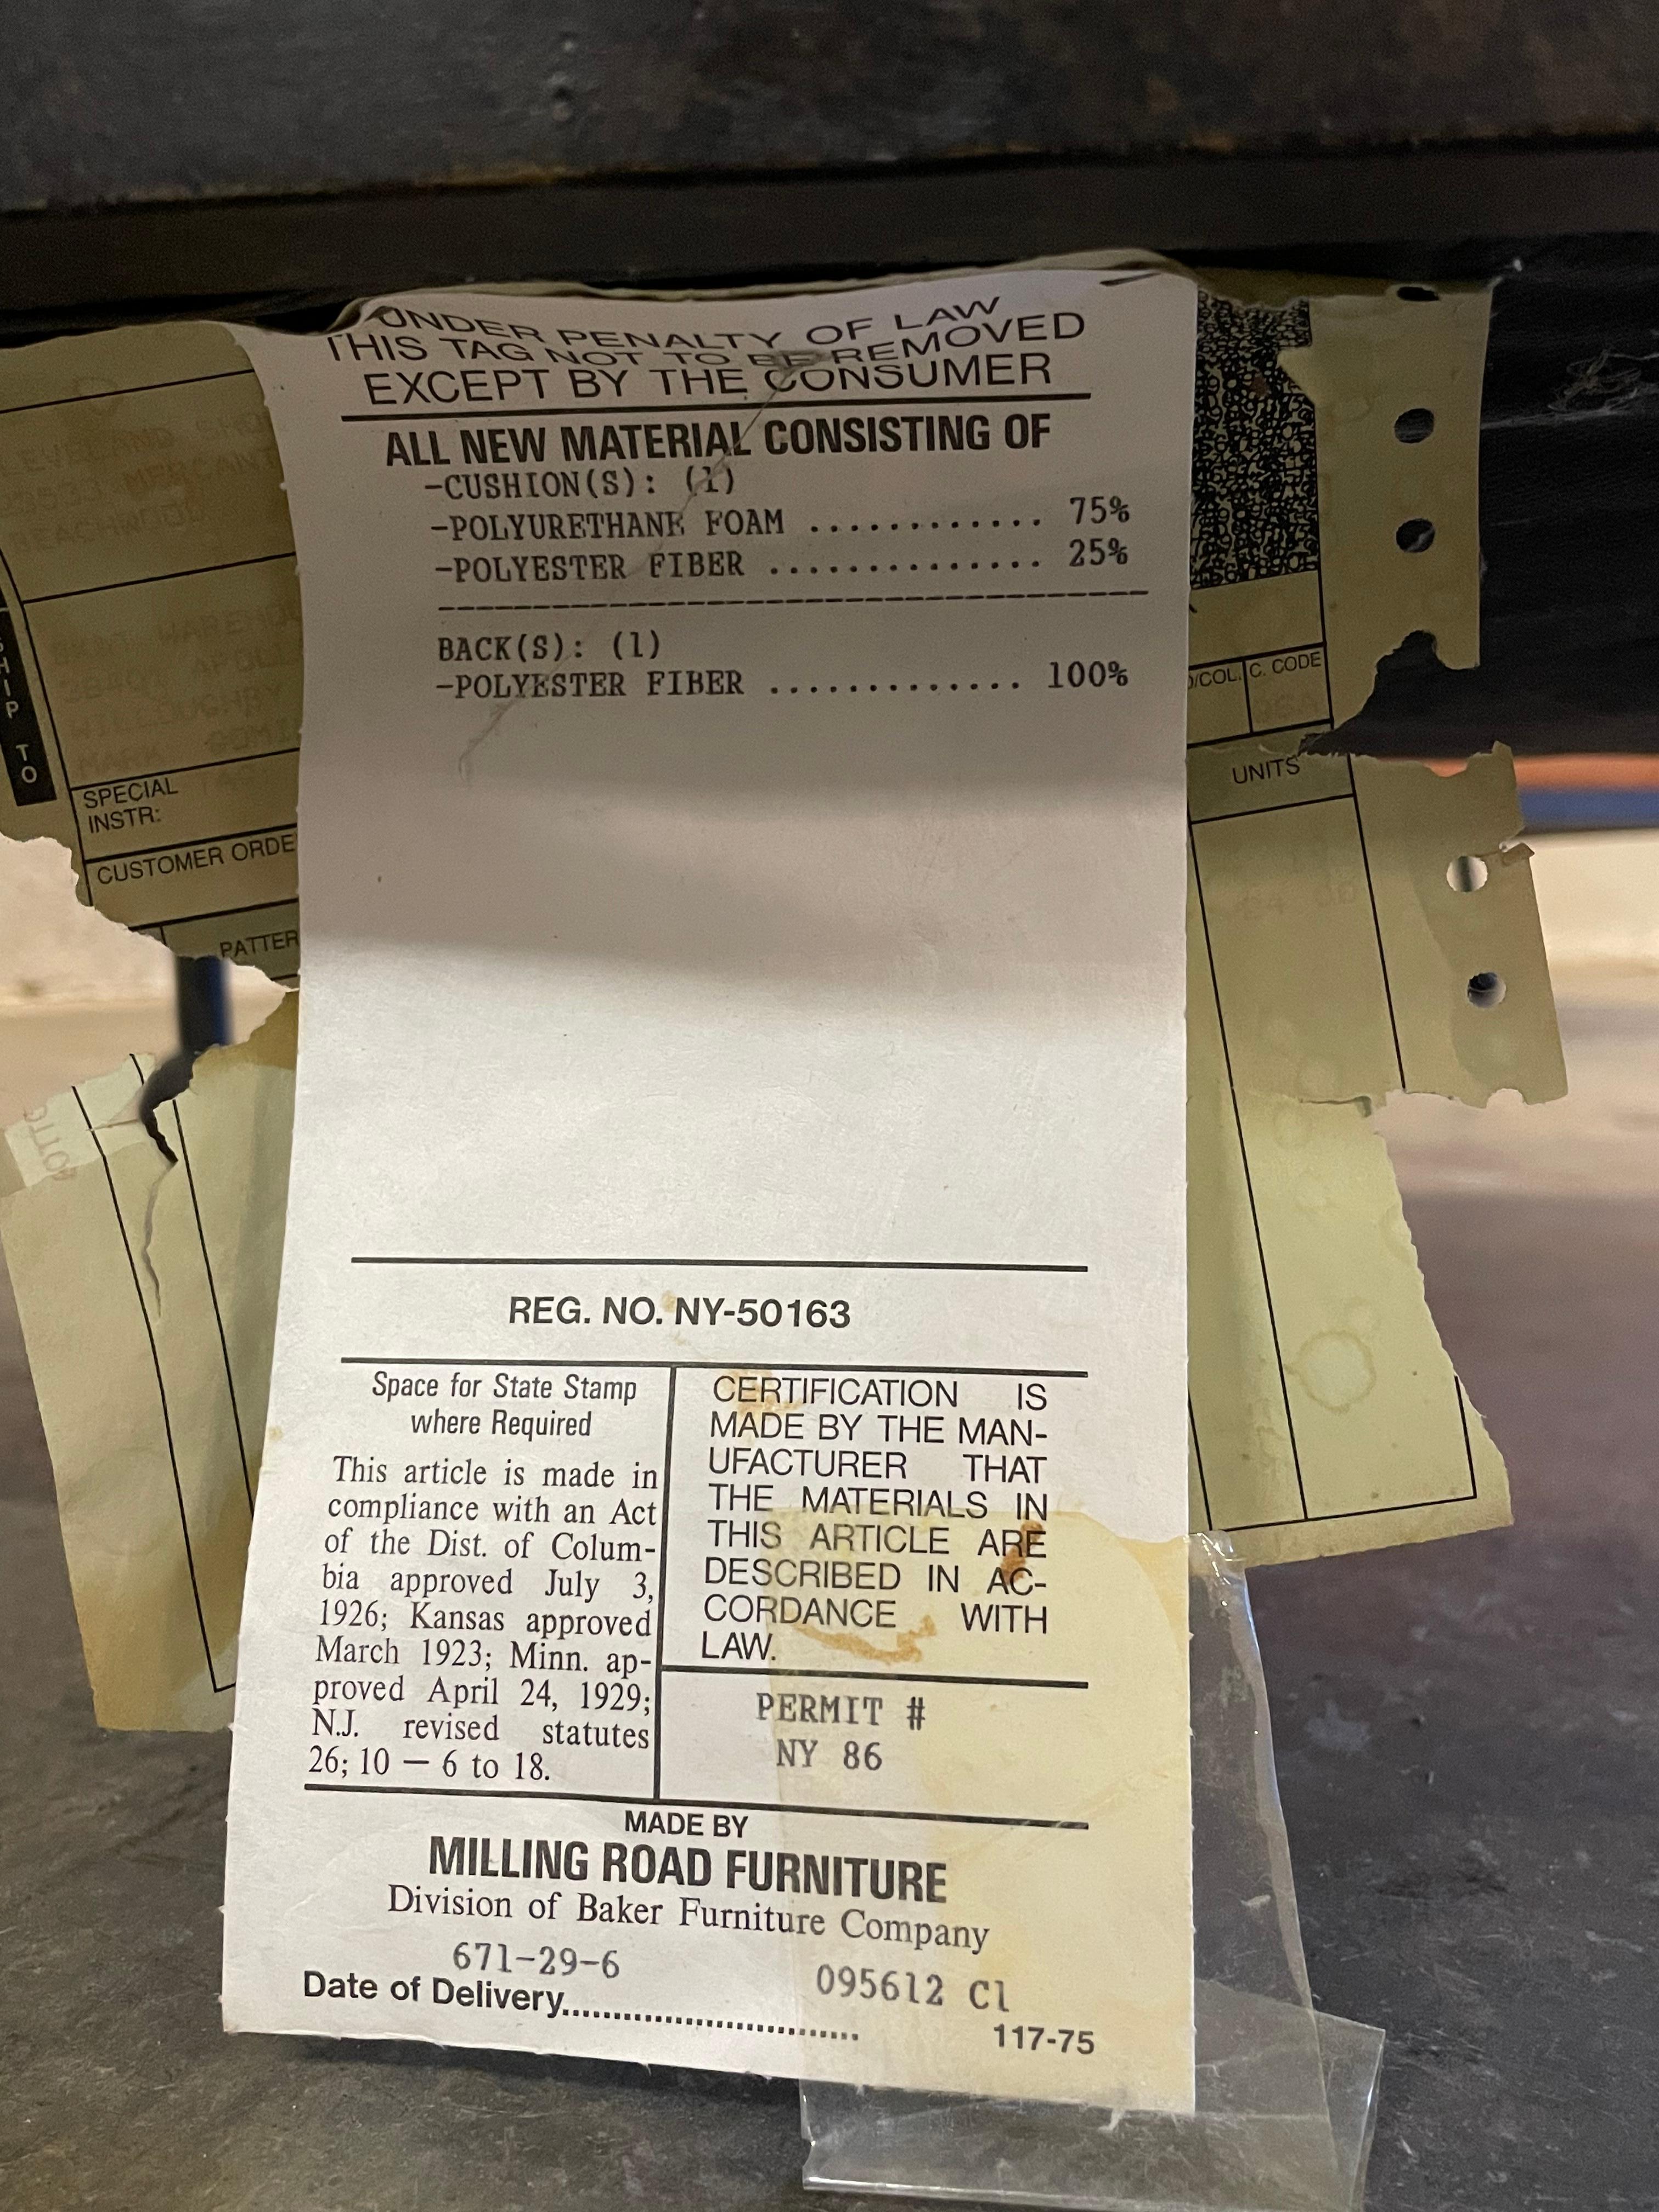 UNDER PENALTY OF LAW
THIS TAG NOT TO BE REMOVED
EXCEPT BY THE CONSUMER
ALL NEW MATERIAL CONSISTING OF
-CUSHION(S): (1)
-POLYURETHANE FOAM ............ 75%
-POLYESTER FIBER .............. 25%
BACK(S): (1)
-POLYESTER FIBER ............. 100%
REG. NO. NY-50163
Space for State Stamp
where Required
This article is made in
compliance with an Act
of the Dist. of Colum-
bia approved July 3,
1926; Kansas approved
March 1923; Minn. ap-
proved April 24, 1929;
N.J. revised statutes
26; 10 — 6 to 18.
CERTIFICATION IS
MADE BY THE MAN-
UFACTURER THAT
THE MATERIALS IN
THIS ARTICLE ARE
DESCRIBED IN AC-
CORDANCE WITH
LAW.
PERMIT #
NY 86
MADE BY
MILLING ROAD FURNITURE
Division of Baker Furniture Company
671-29-6
095612 C1
Date of Delivery..............................
117-75
BEACHWOOD
SHIP TO
WILLOUGHBY
MARK
SPECIAL
INSTR:
CUSTOMER ORDE
PATTER
/COL.
C. CODE
UNITS